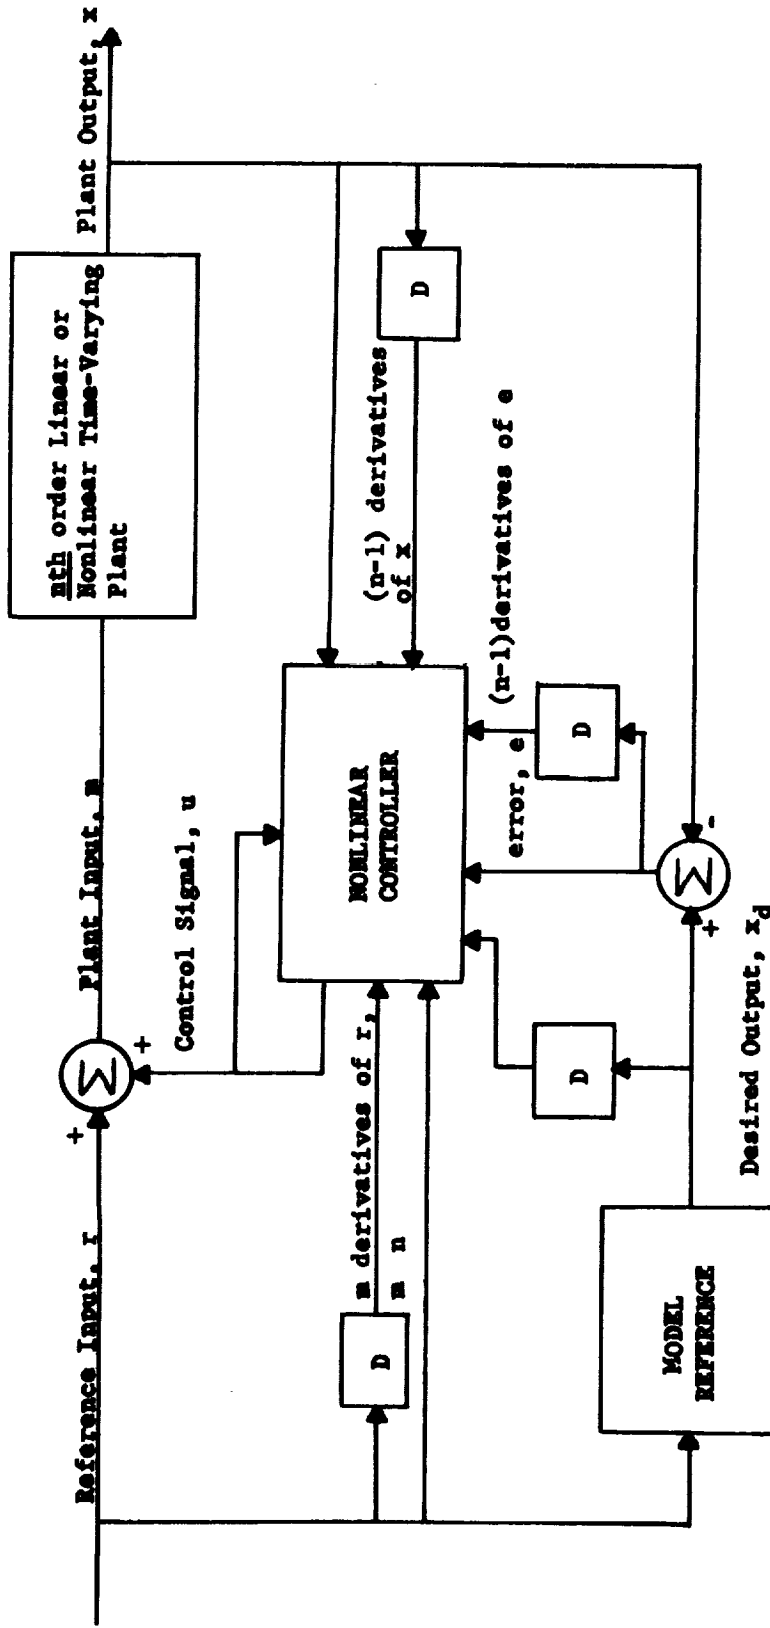 Reference Input, r
Plant Input, m
nth order Linear or
Nonlinear Time-Varying
Plant
Plant Output, x
+
Σ
+
Control Signal, u
D
m derivatives of r,
m n
NONLINEAR
CONTROLLER
(n-1) derivatives
of x
D
(n-1)derivatives of e
error, e
D
D
MODEL
REFERENCE
Desired Output, x_d
+
Σ
-